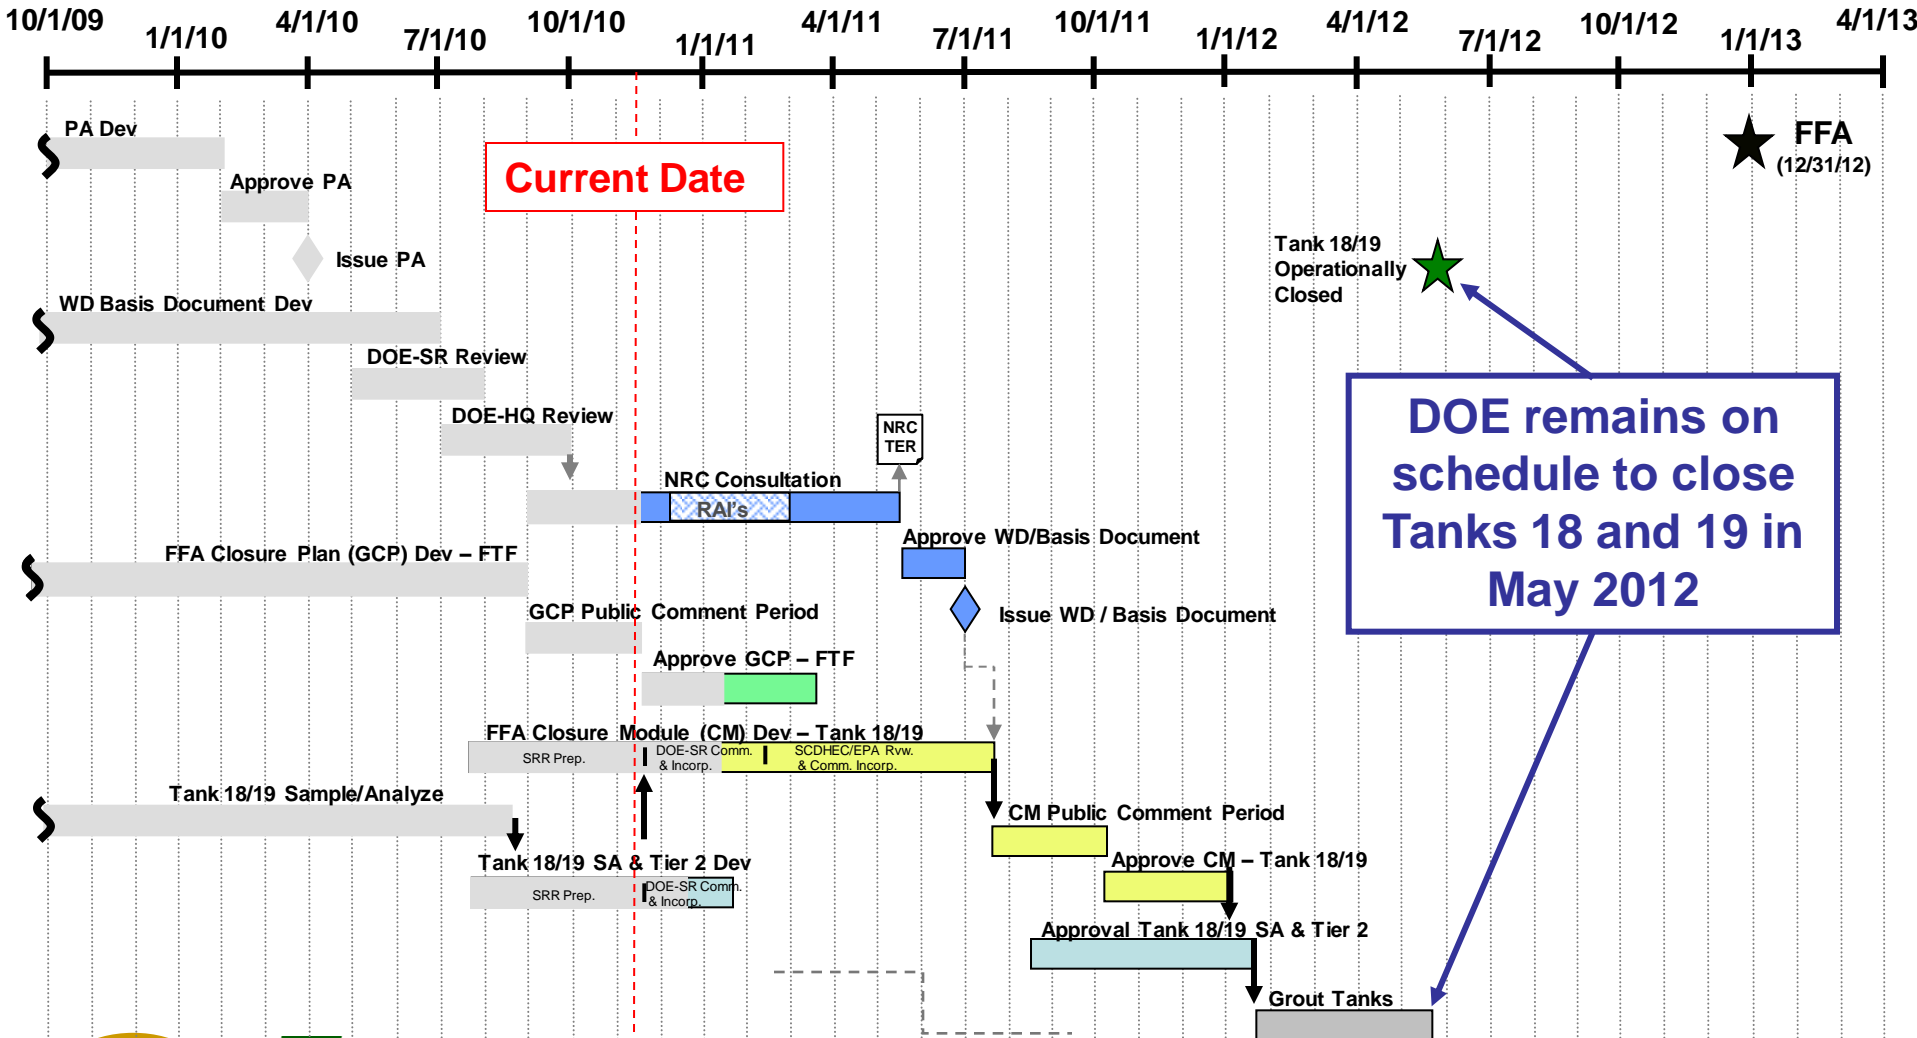 10/1/09
1/1/10
4/1/10
7/1/10
10/1/10
1/1/11
4/1/11
7/1/11
10/1/11
1/1/12
4/1/12
7/1/12
10/1/12
1/1/13
4/1/13
PA Dev
FFA
(12/31/12)
Current Date
Approve PA
Issue PA
Tank 18/19
Operationally
Closed
WD Basis Document Dev
DOE-SR Review
DOE-HQ Review
NRC
TER
DOE remains on
schedule to close
Tanks 18 and 19 in
May 2012
NRC Consultation
RAI's
Approve WD/Basis Document
FFA Closure Plan (GCP) Dev – FTF
GCP Public Comment Period
Issue WD / Basis Document
Approve GCP – FTF
FFA Closure Module (CM) Dev – Tank 18/19
SRR Prep.
DOE-SR Comm.
& Incorp.
SCDHEC/EPA Rvw.
& Comm. Incorp.
Tank 18/19 Sample/Analyze
CM Public Comment Period
Tank 18/19 SA & Tier 2 Dev
SRR Prep.
DOE-SR Comm.
& Incorp.
Approve CM – Tank 18/19
Approval Tank 18/19 SA & Tier 2
Grout Tanks